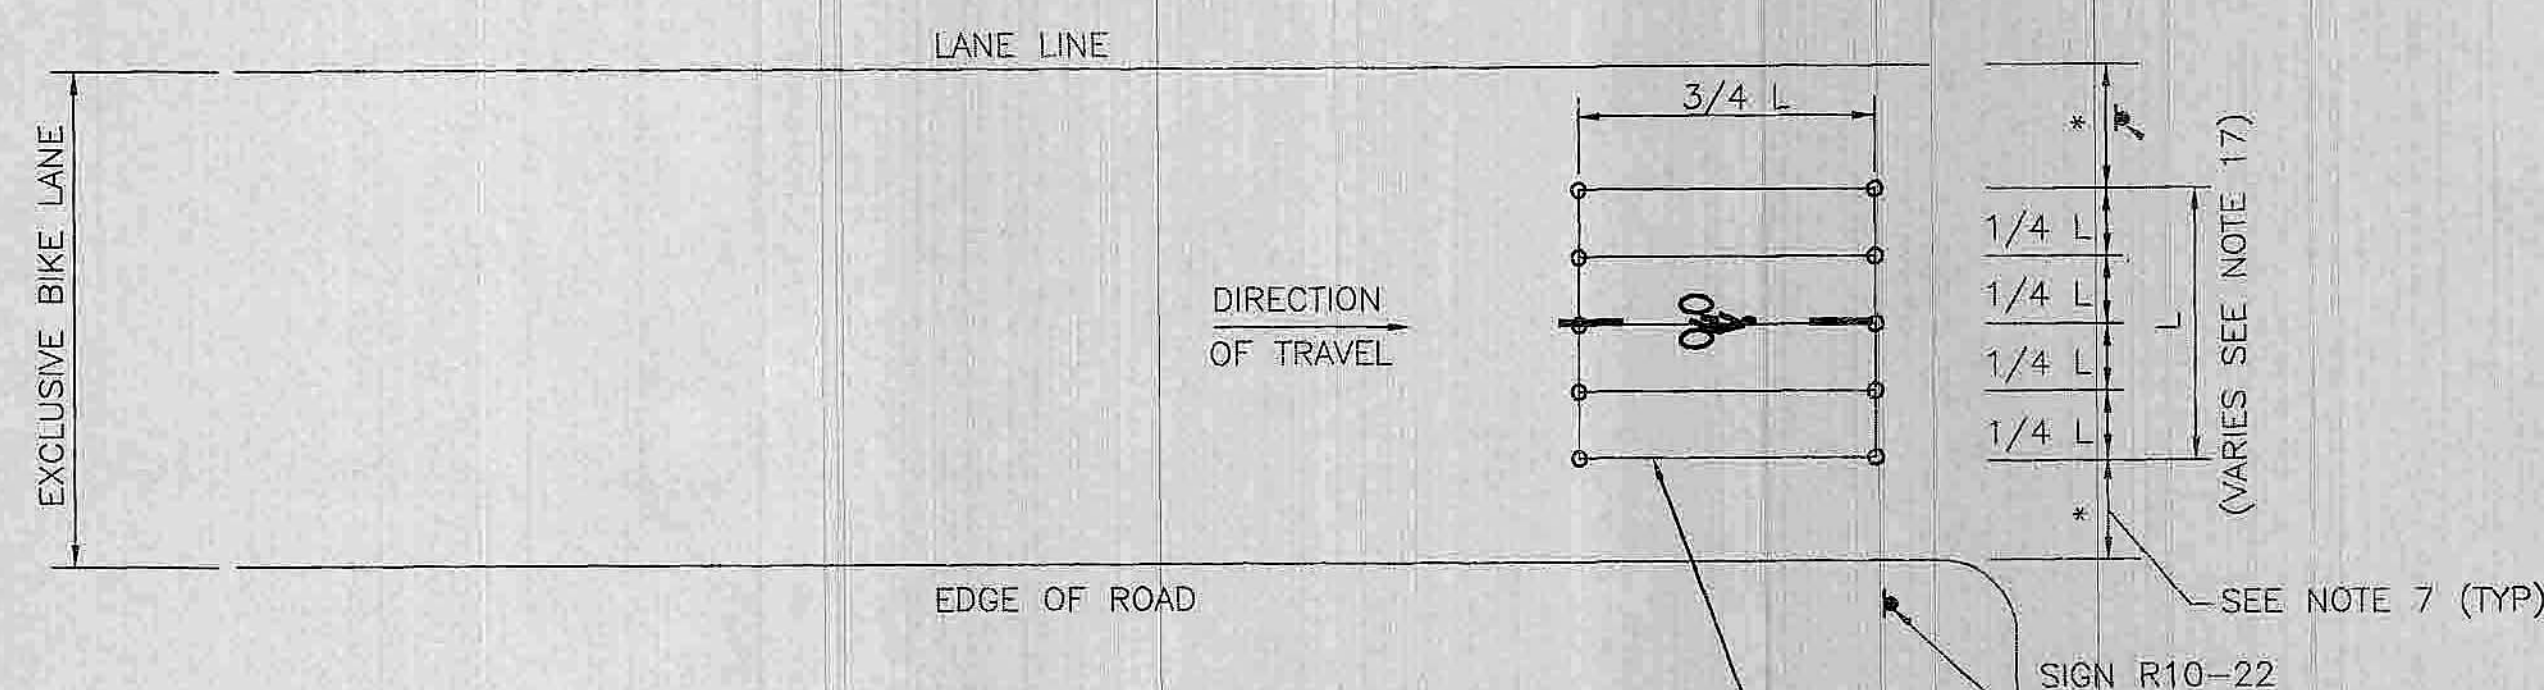 LANE LINE
3/4 L
EXCLUSIVE BIKE LANE
*
1/4 L
1/4 L
1/4 L
1/4 L
L
(VARIES SEE NOTE 17)
DIRECTION
OF TRAVEL
*
EDGE OF ROAD
SEE NOTE 7 (TYP)
SIGN R10-22